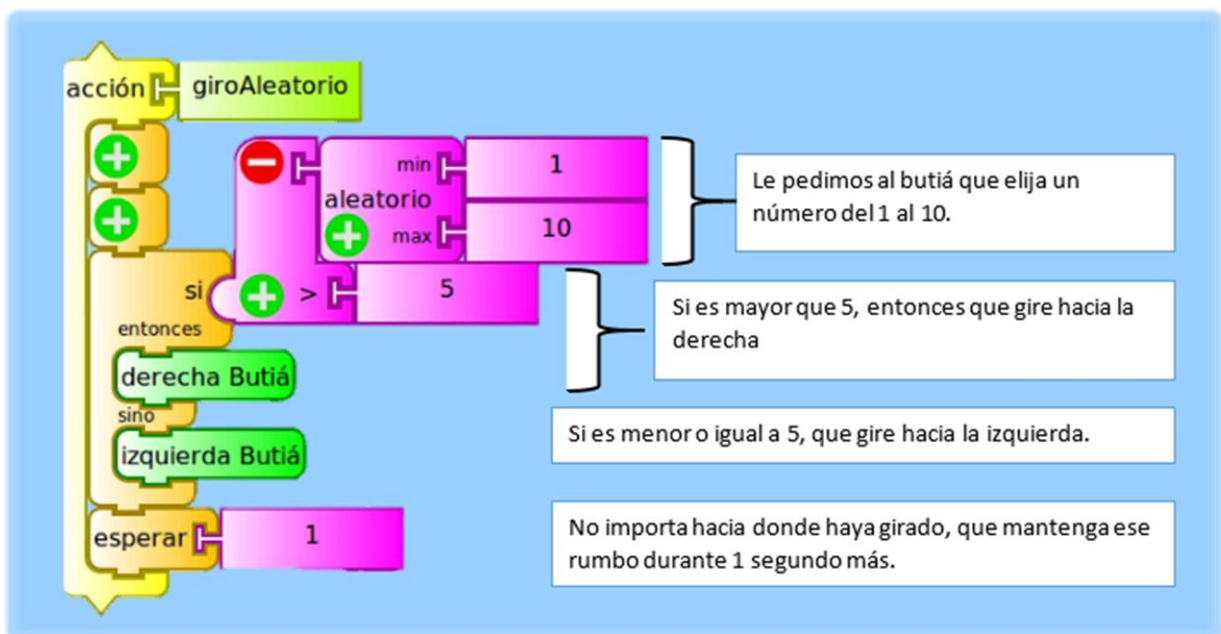 acción giroAleatorio
min 1
aleatorio
max 10
si > 5
entonces
derecha Butiá
sino
izquierda Butiá
esperar 1
Le pedimos al butiá que elija un
número del 1 al 10.
Si es mayor que 5, entonces que gire hacia la
derecha
Si es menor o igual a 5, que gire hacia la izquierda.
No importa hacia donde haya girado, que mantenga ese
rumbo durante 1 segundo más.